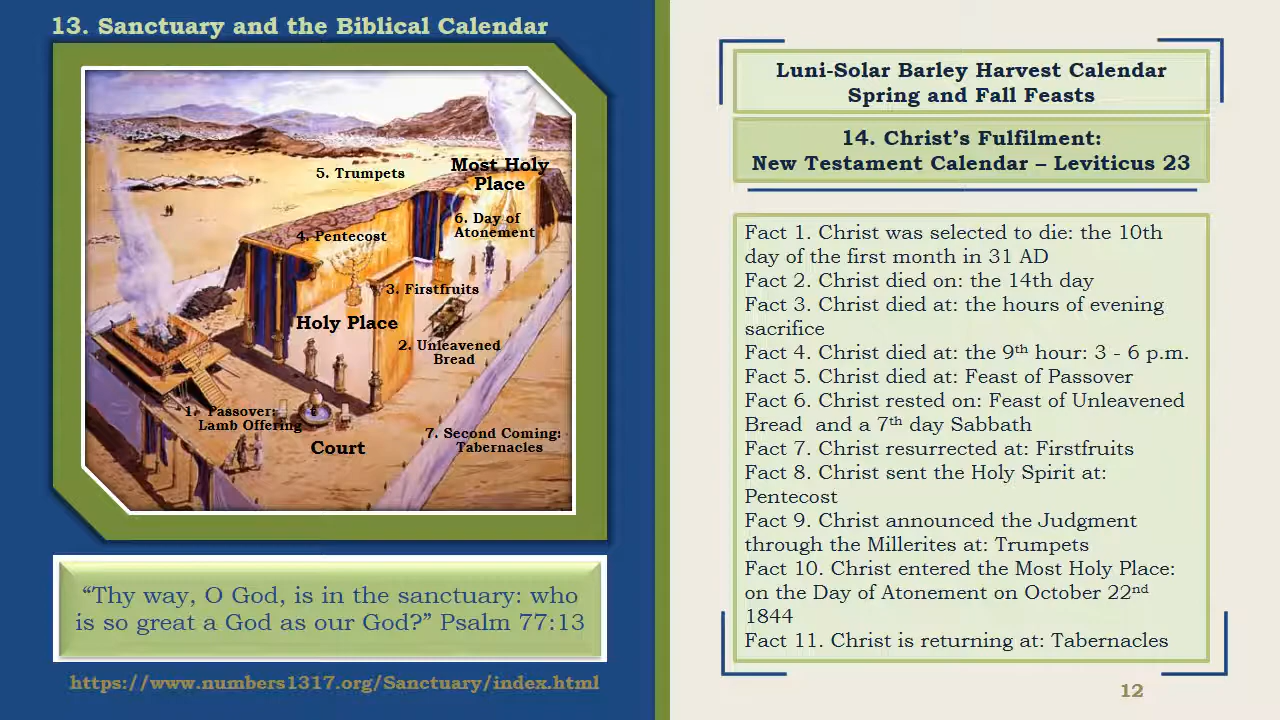 13. Sanctuary and the Biblical Calendar
Most Holy
Place
5. Trumpets
6. Day of
Atonement
4. Pentecost
3. Firstfruits
Holy Place
2. Unleavened
Bread
1. Passover:
Lamb Offering
Court
7. Second Coming:
Tabernacles
“Thy way, O God, is in the sanctuary: who
is so great a God as our God?” Psalm 77:13
https://www.numbers1317.org/Sanctuary/index.html
Luni-Solar Barley Harvest Calendar
Spring and Fall Feasts
14. Christ’s Fulfilment:
New Testament Calendar – Leviticus 23
Fact 1. Christ was selected to die: the 10th
day of the first month in 31 AD
Fact 2. Christ died on: the 14th day
Fact 3. Christ died at: the hours of evening
sacrifice
Fact 4. Christ died at: the 9th hour: 3 - 6 p.m.
Fact 5. Christ died at: Feast of Passover
Fact 6. Christ rested on: Feast of Unleavened
Bread and a 7th day Sabbath
Fact 7. Christ resurrected at: Firstfruits
Fact 8. Christ sent the Holy Spirit at:
Pentecost
Fact 9. Christ announced the Judgment
through the Millerites at: Trumpets
Fact 10. Christ entered the Most Holy Place:
on the Day of Atonement on October 22nd
1844
Fact 11. Christ is returning at: Tabernacles
12